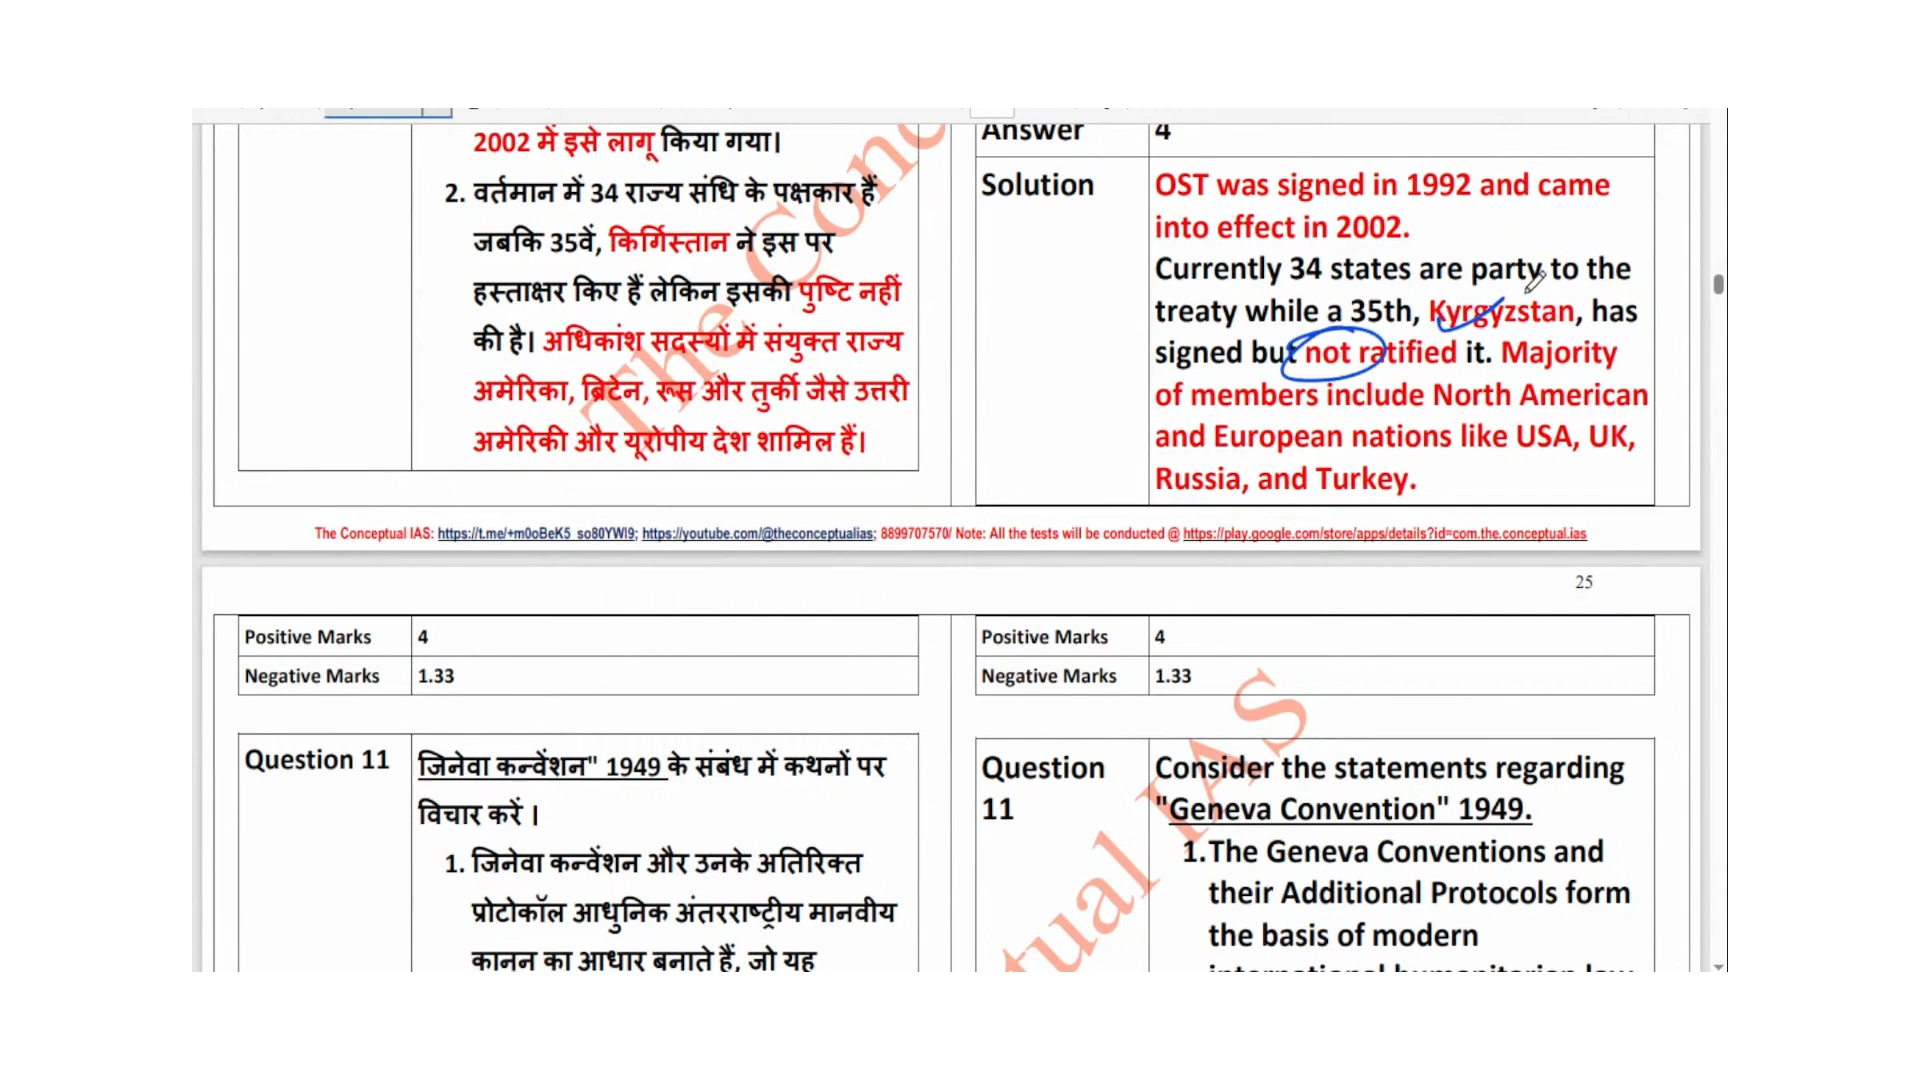 2002 में इसे लागू किया गया।
2. वर्तमान में 34 राज्य संधि के पक्षकार हैं
जबकि 35वें, किर्गिस्तान ने इस पर
हस्ताक्षर किए हैं लेकिन इसकी पुष्टि नहीं
की है। अधिकांश सदस्यों में संयुक्त राज्य
अमेरिका, ब्रिटेन, रूस और तुर्की जैसे उत्तरी
अमेरिकी और यूरोपीय देश शामिल हैं।
Answer 4
Solution OST was signed in 1992 and came
into effect in 2002.
Currently 34 states are party to the
treaty while a 35th, Kyrgyzstan, has
signed but not ratified it. Majority
of members include North American
and European nations like USA, UK,
Russia, and Turkey.
The Conc
The Conceptual IAS: https://t.me/+m0oBeK5_so80YWI9; https://youtube.com/@theconceptualias; 8899707570/ Note: All the tests will be conducted @ https://play.google.com/store/apps/details?id=com.the.conceptual.ias
25
Positive Marks 4
Negative Marks 1.33
Positive Marks 4
Negative Marks 1.33
Question 11 जिनेवा कन्वेंशन" 1949 के संबंध में कथनों पर
विचार करें ।
1. जिनेवा कन्वेंशन और उनके अतिरिक्त
प्रोटोकॉल आधुनिक अंतरराष्ट्रीय मानवीय
कानून का आधार बनाते हैं, जो यह
Question
11
Consider the statements regarding
"Geneva Convention" 1949.
1.The Geneva Conventions and
their Additional Protocols form
the basis of modern
international humanitarian law
tual IAS